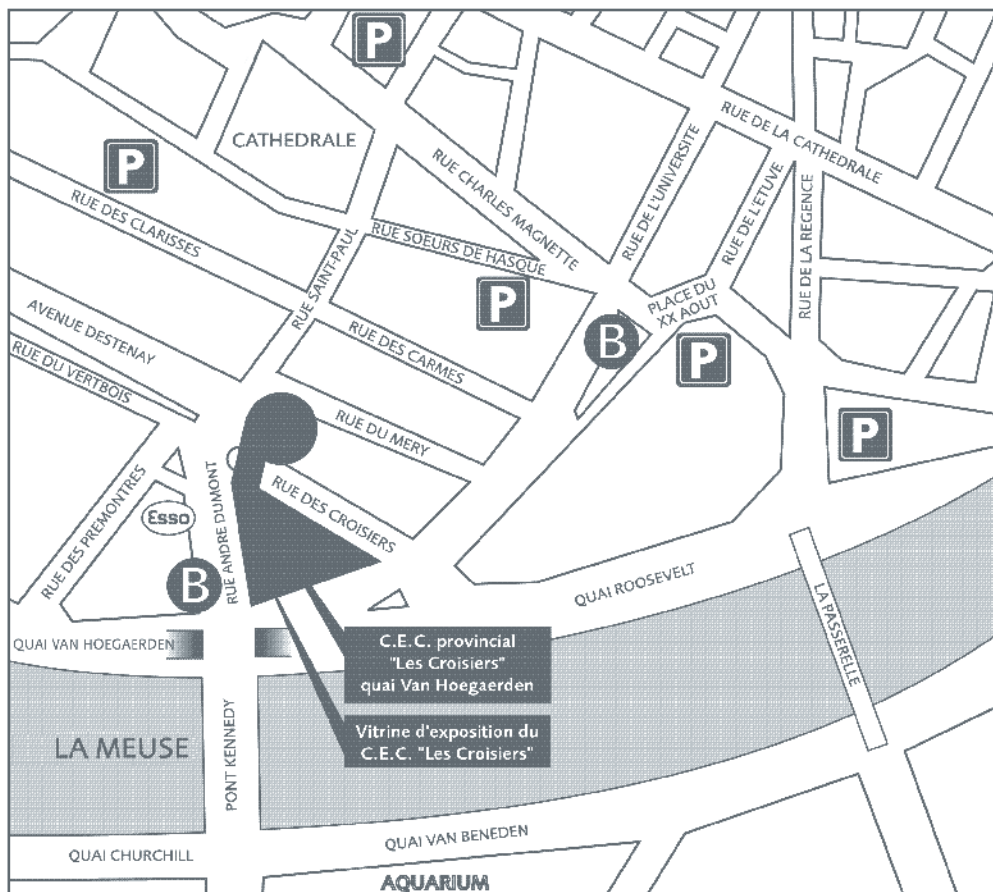 P
CATHEDRALE
P
RUE DE LA CATHEDRALE
RUE CHARLES MAGNETTE
RUE DE L'UNIVERSITE
RUE DE L'ETUVE
RUE DE LA REGENCE
RUE DES CLARISSES
RUE SAINT-PAUL
RUE SOEURS DE HASQUE
P
PLACE DU
XX AOUT
AVENUE DESTENAY
RUE DU VERTBOIS
RUE DES CARMES
B
P
RUE DU MERY
P
RUE DES PREMONTRES
Esso
RUE ANDRE DUMONT
RUE DES CROISIERS
B
QUAI ROOSEVELT
LA PASSERELLE
QUAI VAN HOEGAERDEN
C.E.C. provincial
"Les Croisiers"
quai Van Hoegaerden
Vitrine d'exposition du
C.E.C. "Les Croisiers"
LA MEUSE
PONT KENNEDY
QUAI VAN BENEDEN
QUAI CHURCHILL
AQUARIUM